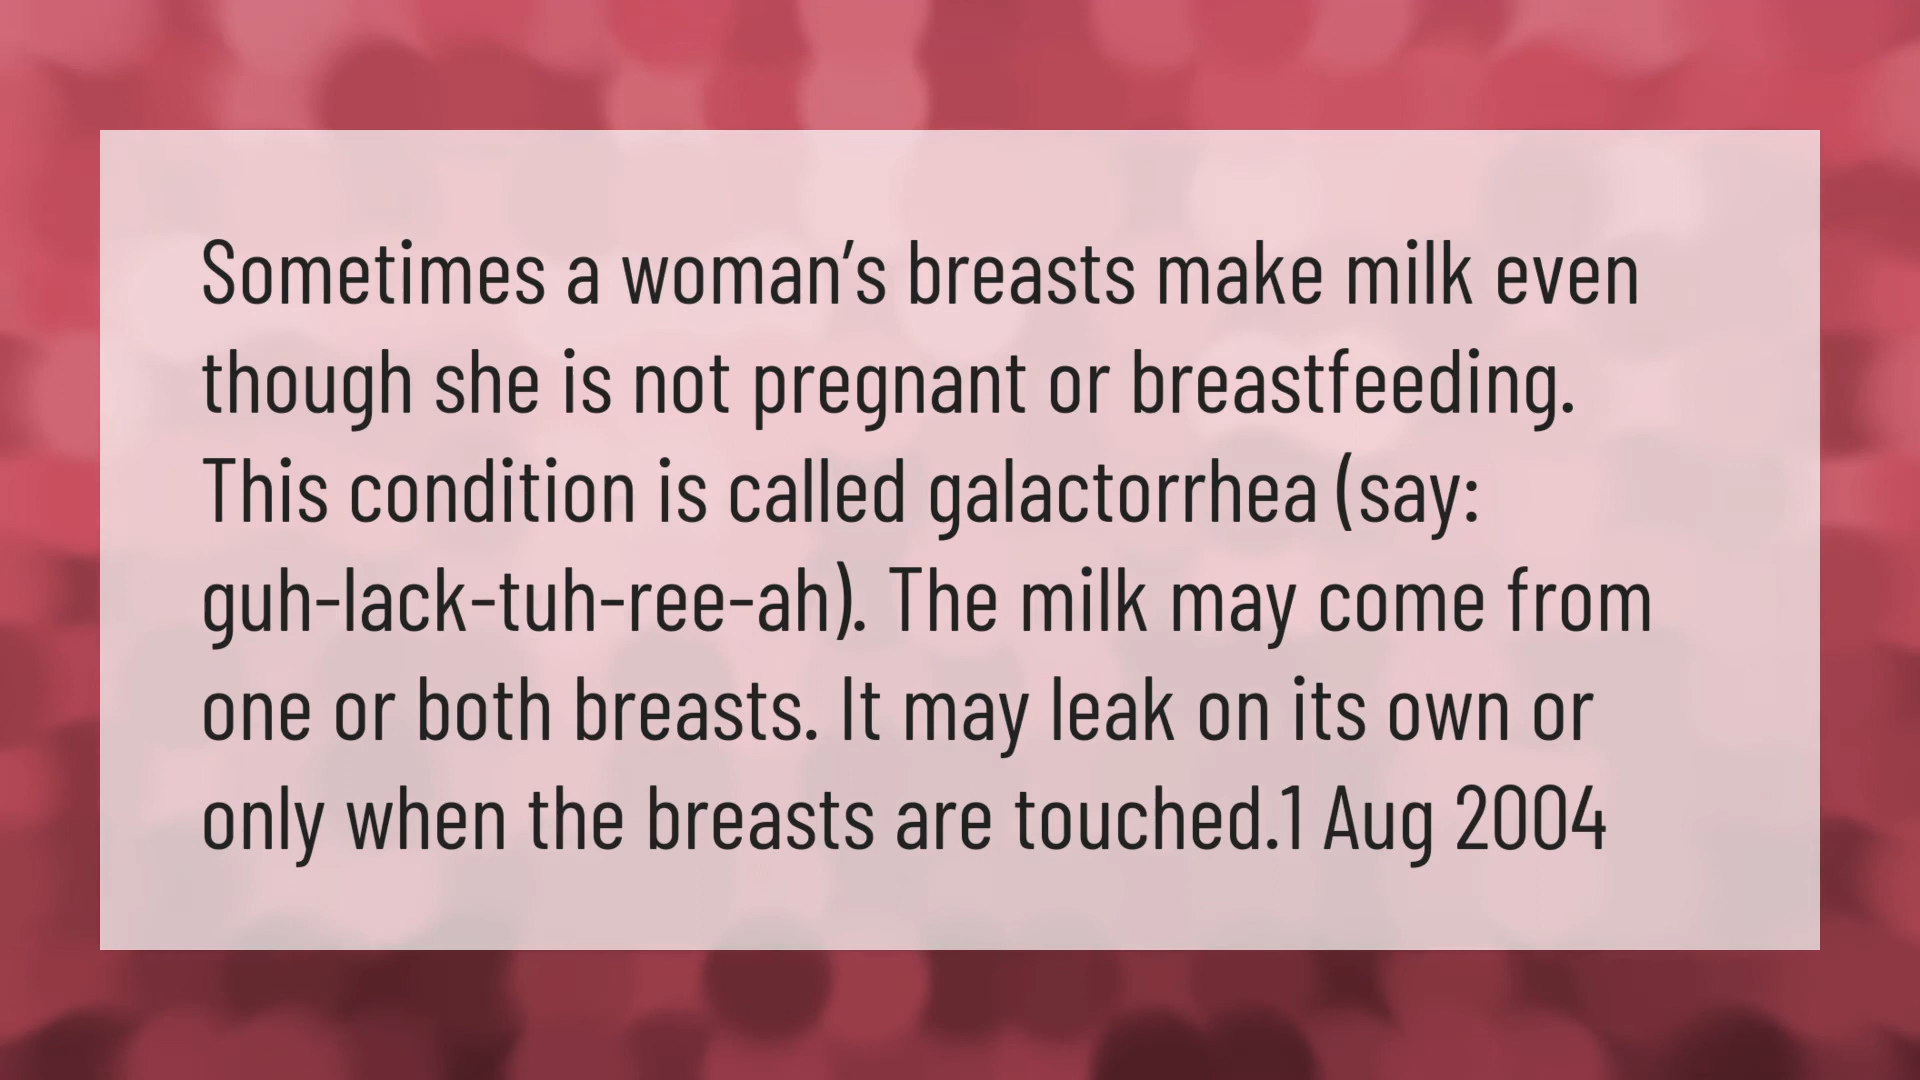 Sometimes a woman’s breasts make milk even
though she is not pregnant or breastfeeding.
This condition is called galactorrhea (say:
guh-lack-tuh-ree-ah). The milk may come from
one or both breasts. It may leak on its own or
only when the breasts are touched.1 Aug 2004